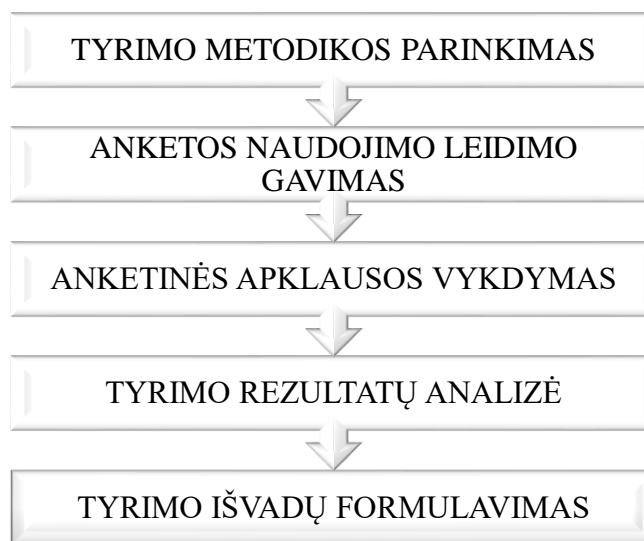 TYRIMO METODIKOS PARINKIMAS
ANKETOS NAUDOJIMO LEIDIMO
GAVIMAS
ANKETINĖS APKLAUSOS VYKDYMAS
TYRIMO REZULTATŲ ANALIZĖ
TYRIMO IŠVADŲ FORMULAVIMAS